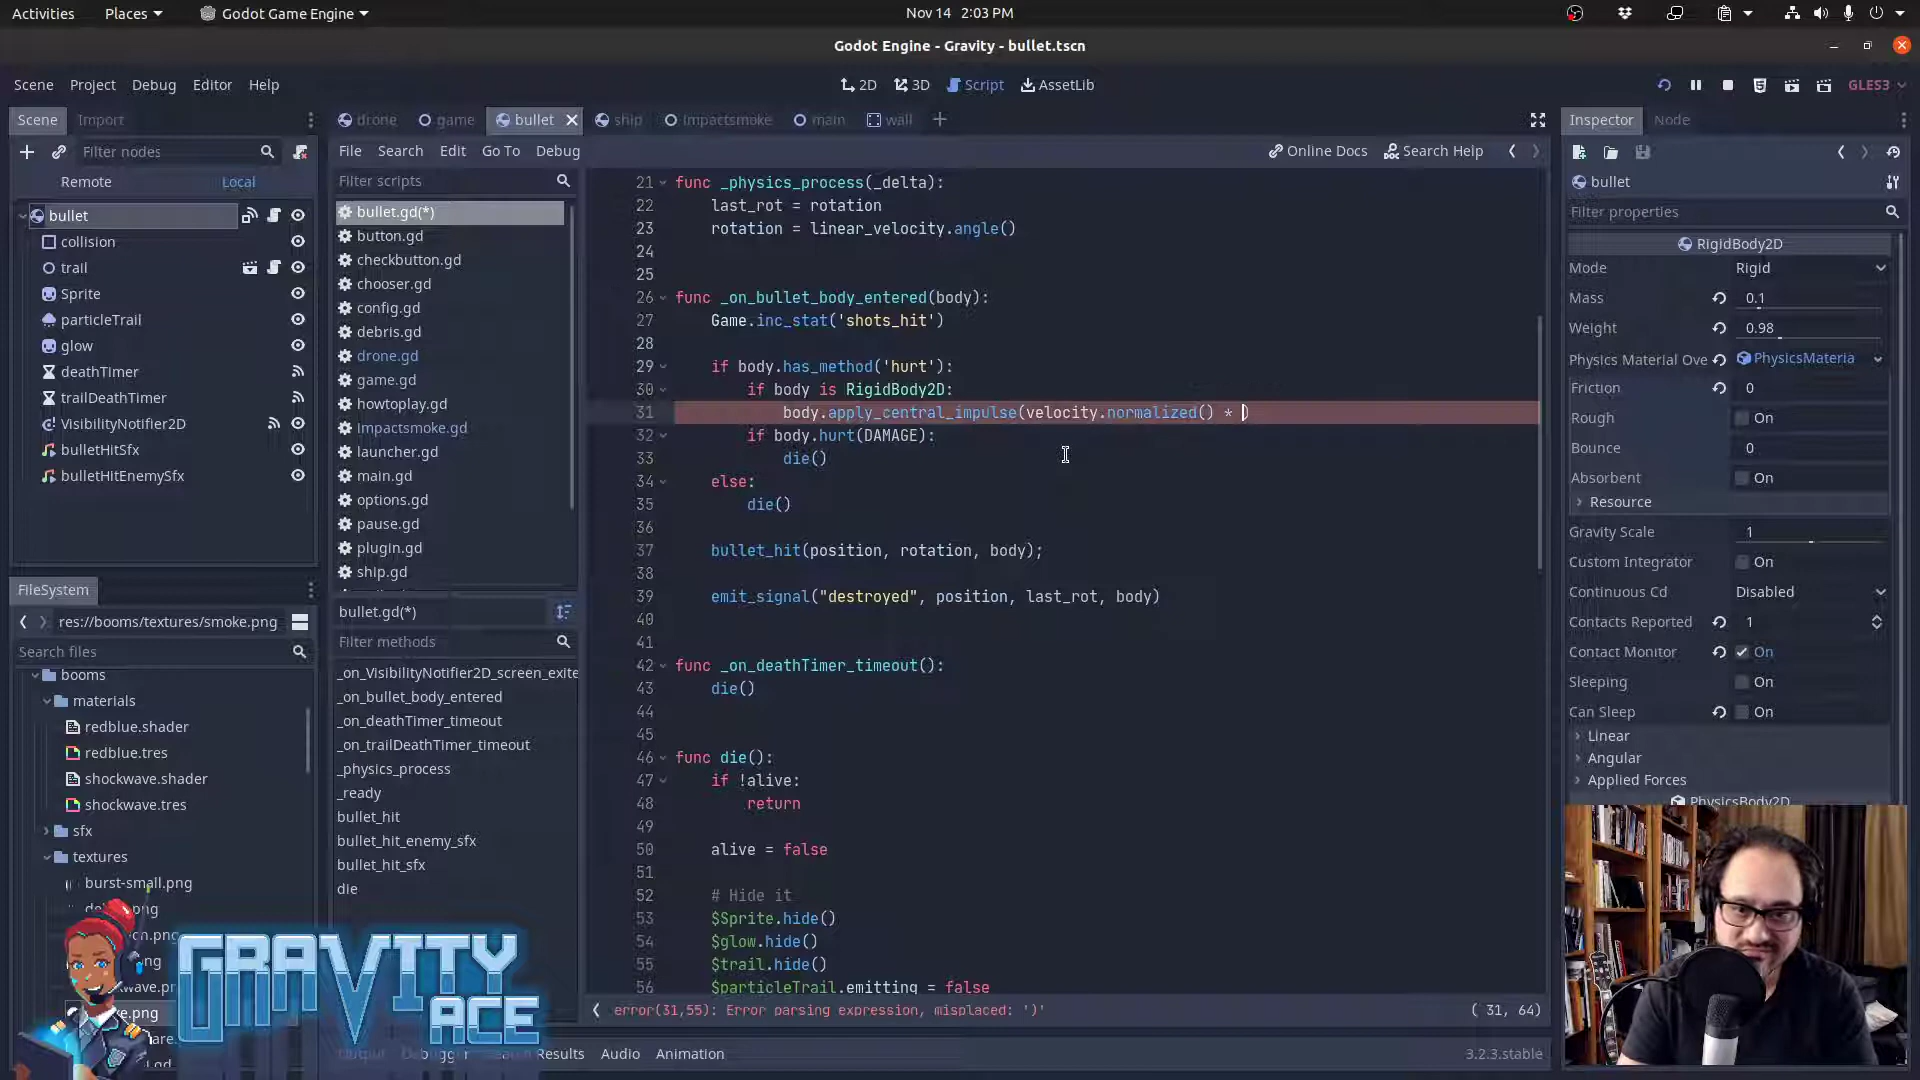 Activities Places Godot Game Engine Nov 14 2:03 PM
Godot Engine - Gravity - bullet.tscn
Scene Project Debug Editor Help 2D 3D Script AssetLib GLES3
Scene Import
Filter nodes
Remote Local
bullet
collision
trail
Sprite
particleTrail
glow
deathTimer
trailDeathTimer
VisibilityNotifier2D
bulletHitSfx
bulletHitEnemySfx
FileSystem
res://booms/textures/smoke.png
Search files
booms
materials
redblue.shader
redblue.tres
shockwave.shader
shockwave.tres
sfx
textures
burst-small.png
drone game bullet ship impactsmoke main wall
File Search Edit Go To Debug Online Docs Search Help
Filter scripts
bullet.gd(*)
button.gd
checkbutton.gd
chooser.gd
config.gd
debris.gd
drone.gd
game.gd
howtoplay.gd
impactsmoke.gd
launcher.gd
main.gd
options.gd
pause.gd
plugin.gd
ship.gd
bullet.gd(*)
Filter methods
_on_VisibilityNotifier2D_screen_exite
_on_bullet_body_entered
_on_deathTimer_timeout
_on_trailDeathTimer_timeout
_physics_process
_ready
bullet_hit
bullet_hit_enemy_sfx
bullet_hit_sfx
die
21 func _physics_process(_delta):
22 last_rot = rotation
23 rotation = linear_velocity.angle()
24
25
26 func _on_bullet_body_entered(body):
27 Game.inc_stat('shots_hit')
28
29 if body.has_method('hurt'):
30 if body is RigidBody2D:
31 body.apply_central_impulse(velocity.normalized() * )
32 if body.hurt(DAMAGE):
33 die()
34 else:
35 die()
36
37 bullet_hit(position, rotation, body);
38
39 emit_signal("destroyed", position, last_rot, body)
40
41
42 func _on_deathTimer_timeout():
43 die()
44
45
46 func die():
47 if !alive:
48 return
49
50 alive = false
51
52 # Hide it
53 $Sprite.hide()
54 $glow.hide()
55 $trail.hide()
56 $particleTrail.emitting = false
error(31,55): Error parsing expression, misplaced: ')' ( 31, 64)
Search Results Audio Animation 3.2.3.stable
Inspector Node
bullet
Filter properties
RigidBody2D
Mode Rigid
Mass 0.1
Weight 0.98
Physics Material Ove PhysicsMateria
Friction 0
Rough On
Bounce 0
Absorbent On
Resource
Gravity Scale 1
Custom Integrator On
Continuous Cd Disabled
Contacts Reported 1
Contact Monitor On
Sleeping On
Can Sleep On
Linear
Angular
Applied Forces
PhysicsBody2D
GRAVITY
ACE